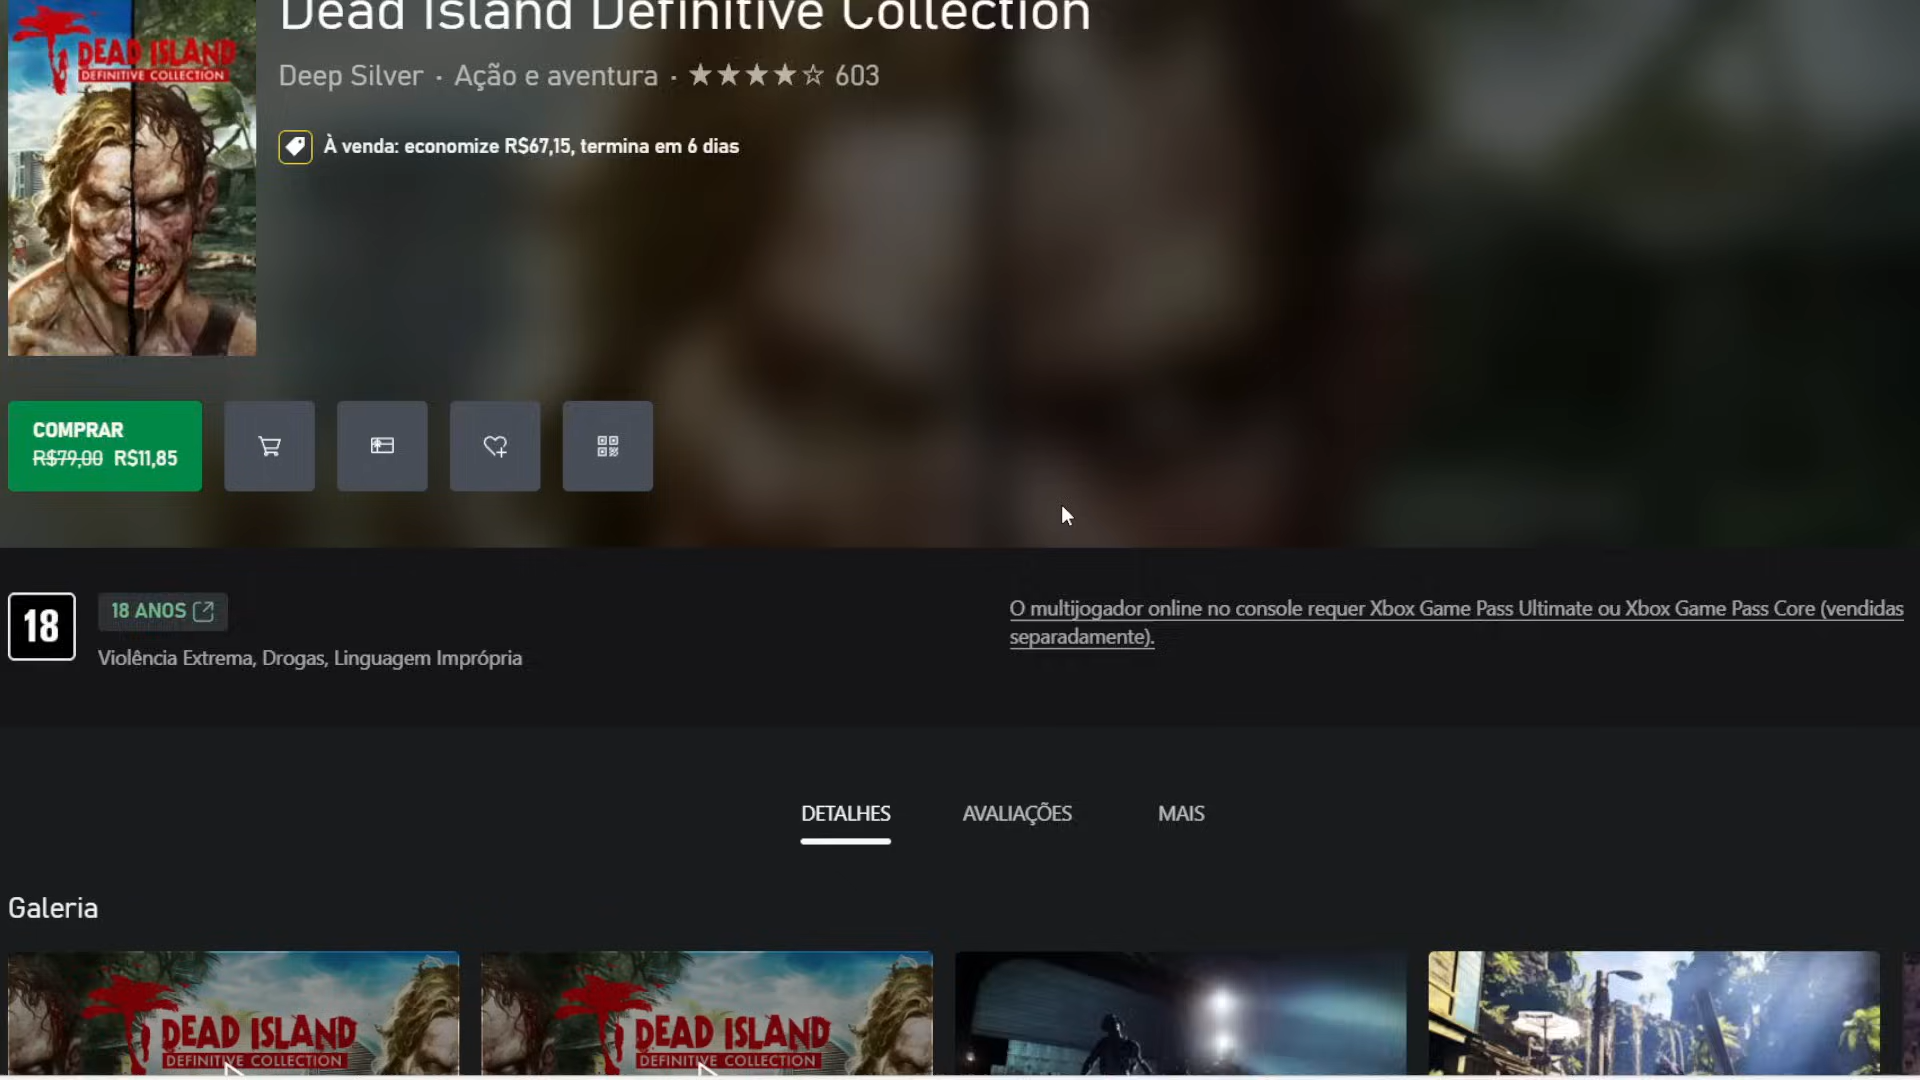 Dead Island Definitive Collection
DEAD ISLAND
DEFINITIVE COLLECTION
Deep Silver · Ação e aventura · ★★★★☆ 603
À venda: economize R$67,15, termina em 6 dias
COMPRAR
R$79,00 R$11,85
18
18 ANOS
Violência Extrema, Drogas, Linguagem Imprópria
O multijogador online no console requer Xbox Game Pass Ultimate ou Xbox Game Pass Core (vendidas
separadamente).
DETALHES AVALIAÇÕES MAIS
Galeria
DEAD ISLAND
DEFINITIVE COLLECTION
DEAD ISLAND
DEFINITIVE COLLECTION